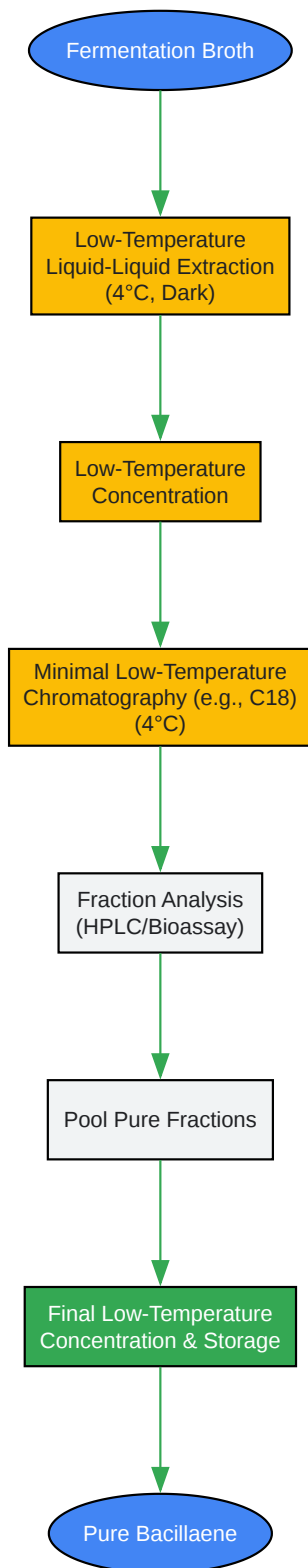 Fermentation Broth
Low-Temperature
Liquid-Liquid Extraction
(4°C, Dark)
Low-Temperature
Concentration
Minimal Low-Temperature
Chromatography (e.g., C18)
(4°C)
Fraction Analysis
(HPLC/Bioassay)
Pool Pure Fractions
Final Low-Temperature
Concentration & Storage
Pure Bacillaene